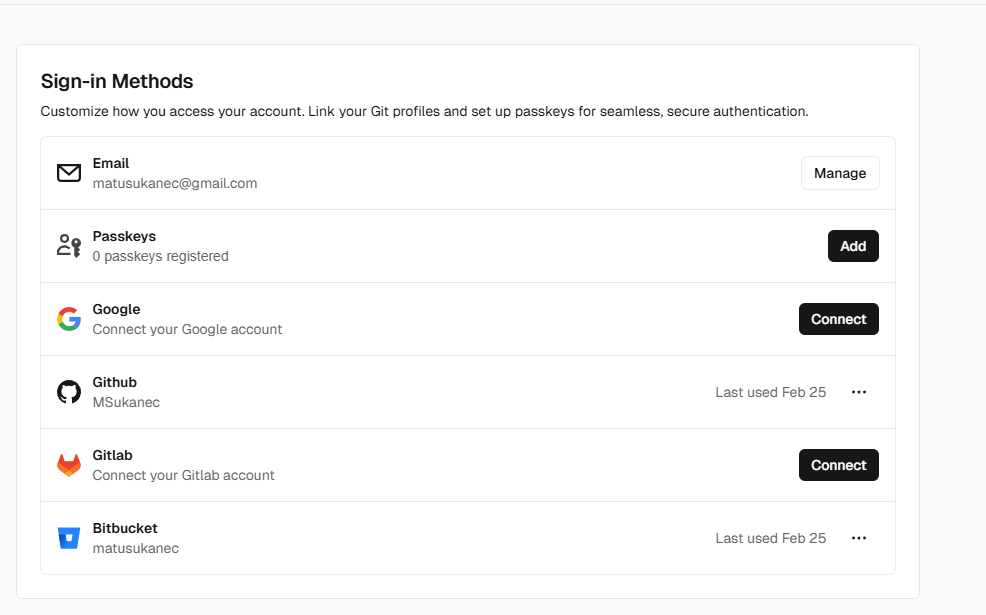 Sign-in Methods
Customize how you access your account. Link your Git profiles and set up passkeys for seamless, secure authentication.
Email
matusukanec@gmail.com
Manage
Passkeys
0 passkeys registered
Add
Google
Connect your Google account
Connect
Github
MSukanec
Last used Feb 25
Gitlab
Connect your Gitlab account
Connect
Bitbucket
matusukanec
Last used Feb 25